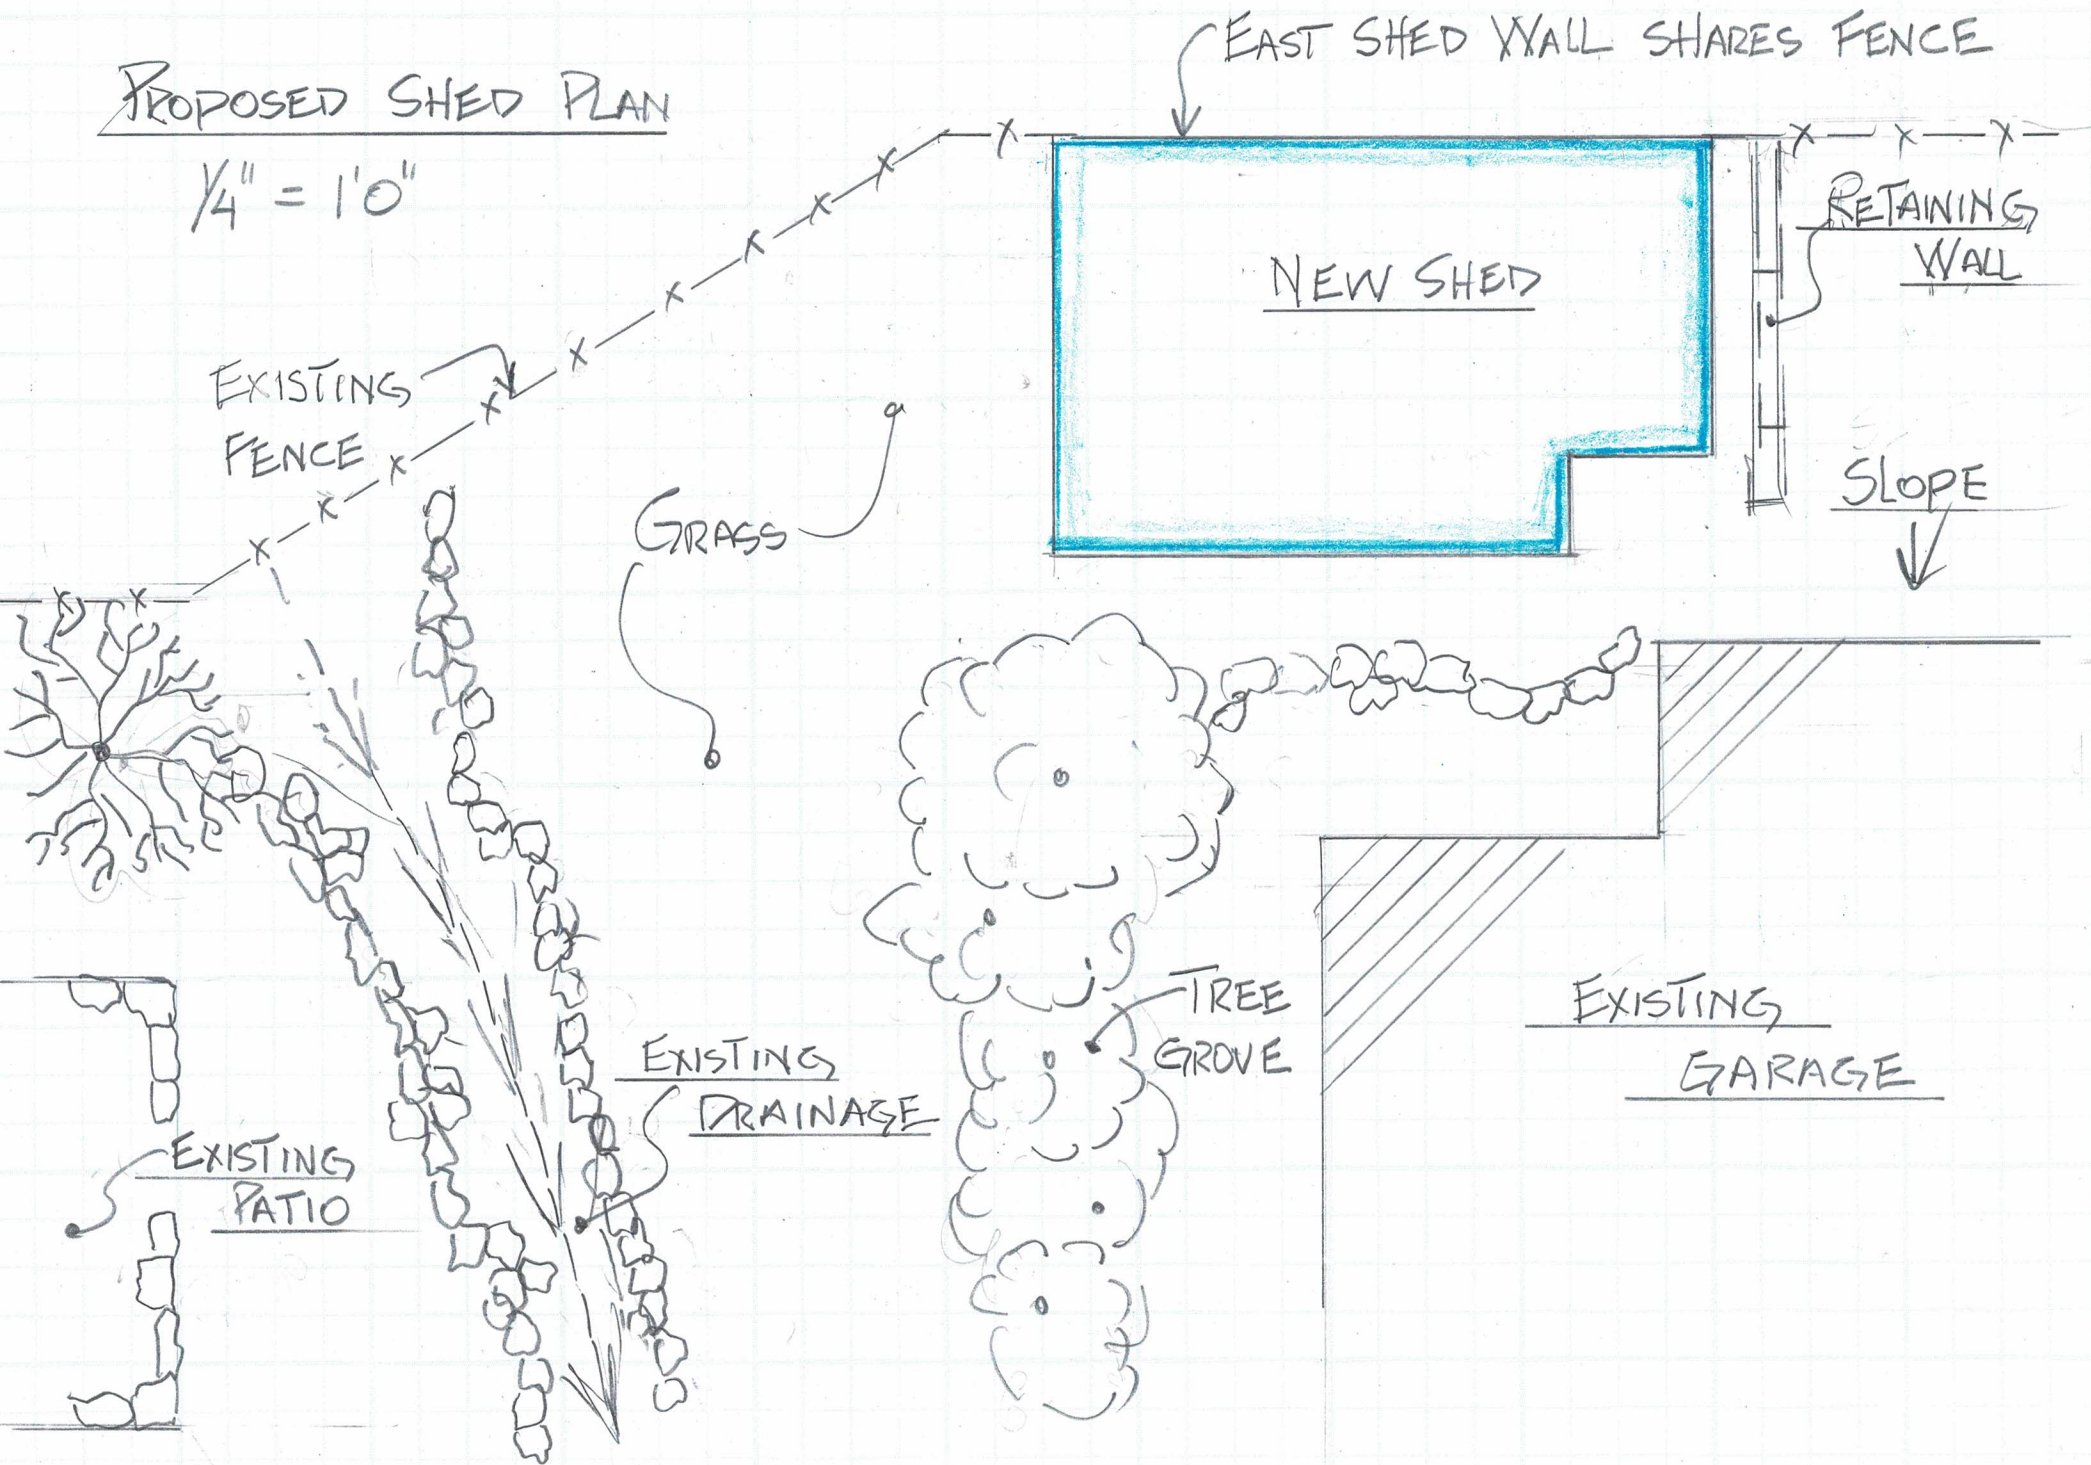 EAST SHED WALL SHARES FENCE
PROPOSED SHED PLAN
1/4" = 1'0"
RETAINING
WALL
NEW SHED
EXISTING
FENCE
SLOPE
GRASS
TREE
GROVE
EXISTING
GARAGE
EXISTING
DRAINAGE
EXISTING
PATIO